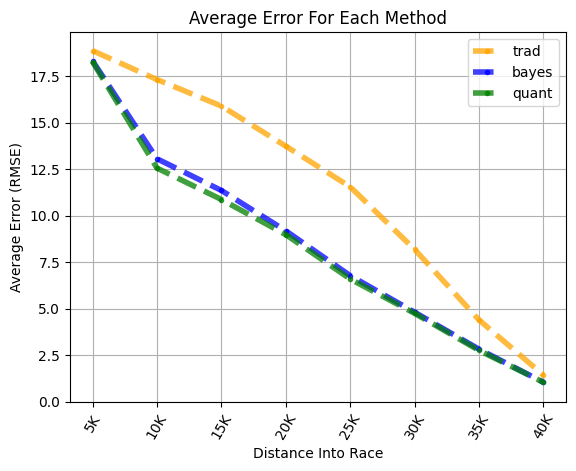 Average Error For Each Method
trad
bayes
quant
Average Error (RMSE)
17.5
15.0
12.5
10.0
7.5
5.0
2.5
0.0
5K
10K
15K
20K
25K
30K
35K
40K
Distance Into Race